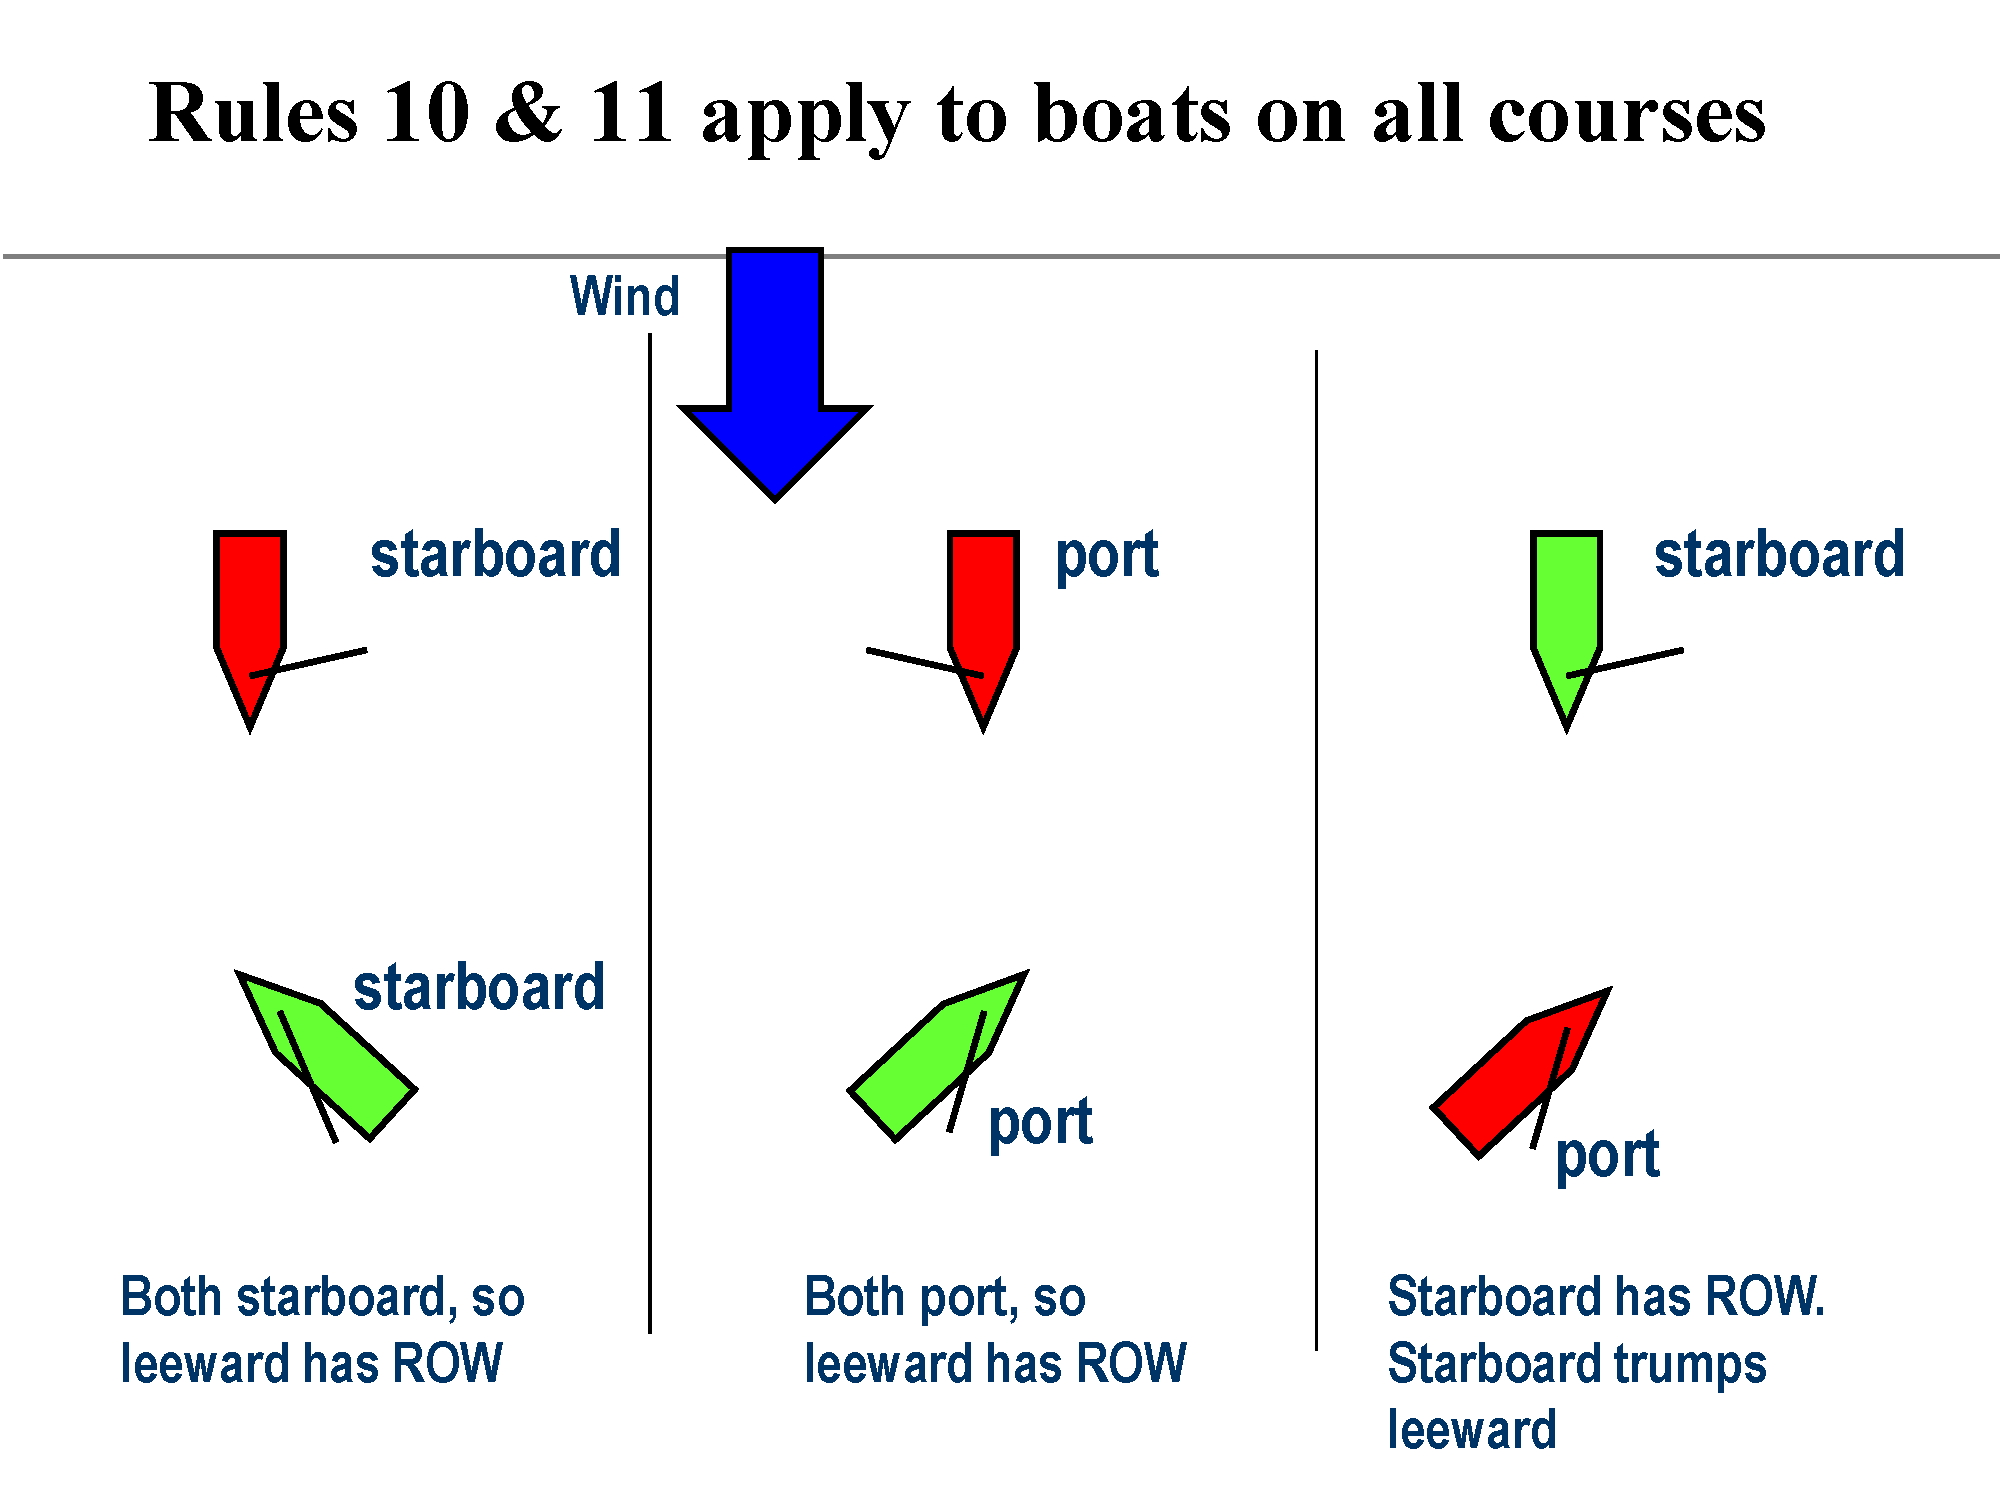 Rules 10 & 11 apply to boats on all courses
Wind
starboard
port
starboard
starboard
port
port
Both starboard, so
leeward has ROW
Both port, so
leeward has ROW
Starboard has ROW.
Starboard trumps
leeward